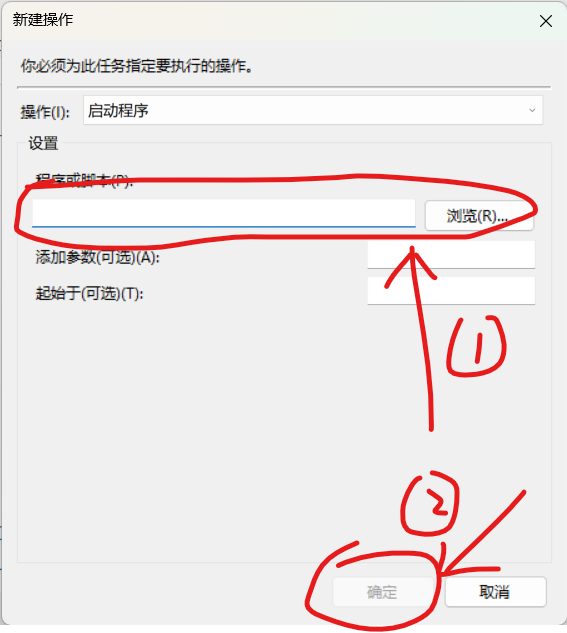 新建操作
你必须为此任务指定要执行的操作。
操作(I): 启动程序
设置
程序或脚本(P):
浏览(R)...
添加参数(可选)(A):
起始于(可选)(T):
1
2
确定 取消